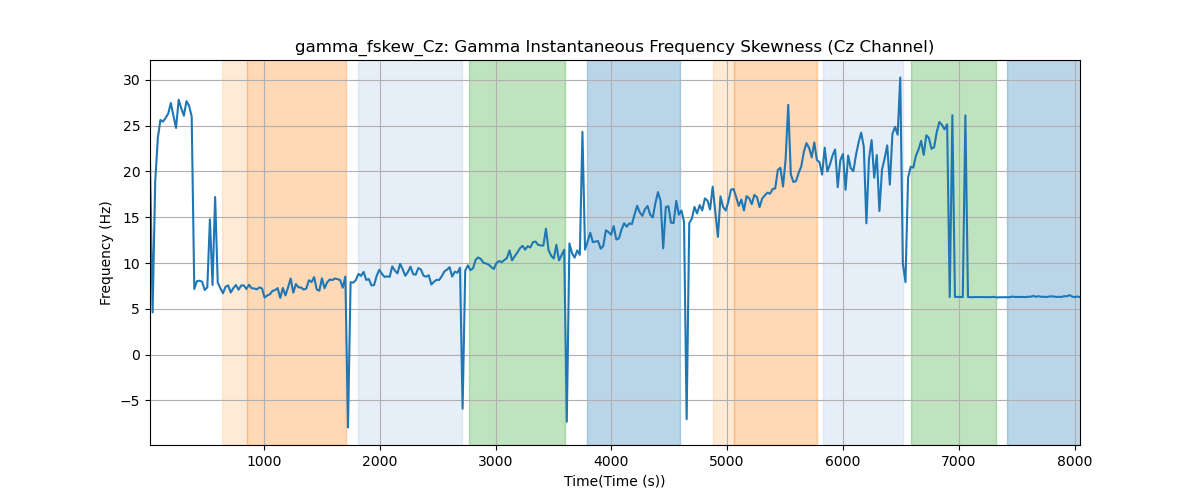 gamma_fskew_Cz: Gamma Instantaneous Frequency Skewness (Cz Channel)
Frequency (Hz)
30
25
20
15
10
5
0
−5
1000 2000 3000 4000 5000 6000 7000 8000
Time(Time (s))